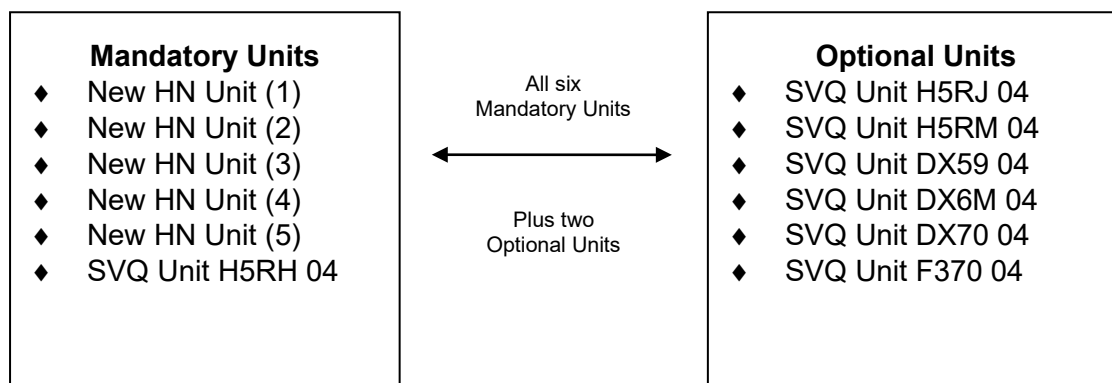 Mandatory Units
♦ New HN Unit (1)
♦ New HN Unit (2)
♦ New HN Unit (3)
♦ New HN Unit (4)
♦ New HN Unit (5)
♦ SVQ Unit H5RH 04
All six
Mandatory Units
Plus two
Optional Units
Optional Units
♦ SVQ Unit H5RJ 04
♦ SVQ Unit H5RM 04
♦ SVQ Unit DX59 04
♦ SVQ Unit DX6M 04
♦ SVQ Unit DX70 04
♦ SVQ Unit F370 04